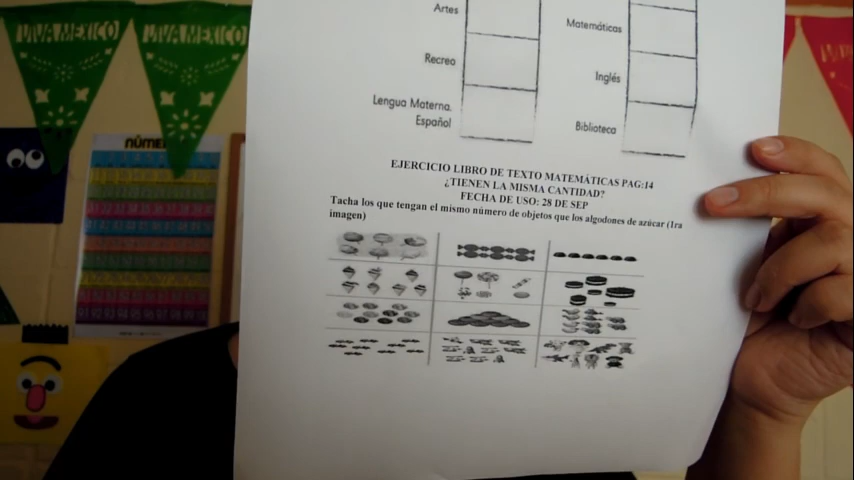 VIVA MEXICO
VIVA MEXICO
NÚME
Artes
Recreo
Lengua Materna.
Español
Matemáticas
Inglés
Biblioteca
EJERCICIO LIBRO DE TEXTO MATEMÁTICAS PAG:14
¿TIENEN LA MISMA CANTIDAD?
FECHA DE USO: 28 DE SEP
Tacha los que tengan el mismo número de objetos que los algodones de azúcar (1ra
imagen)